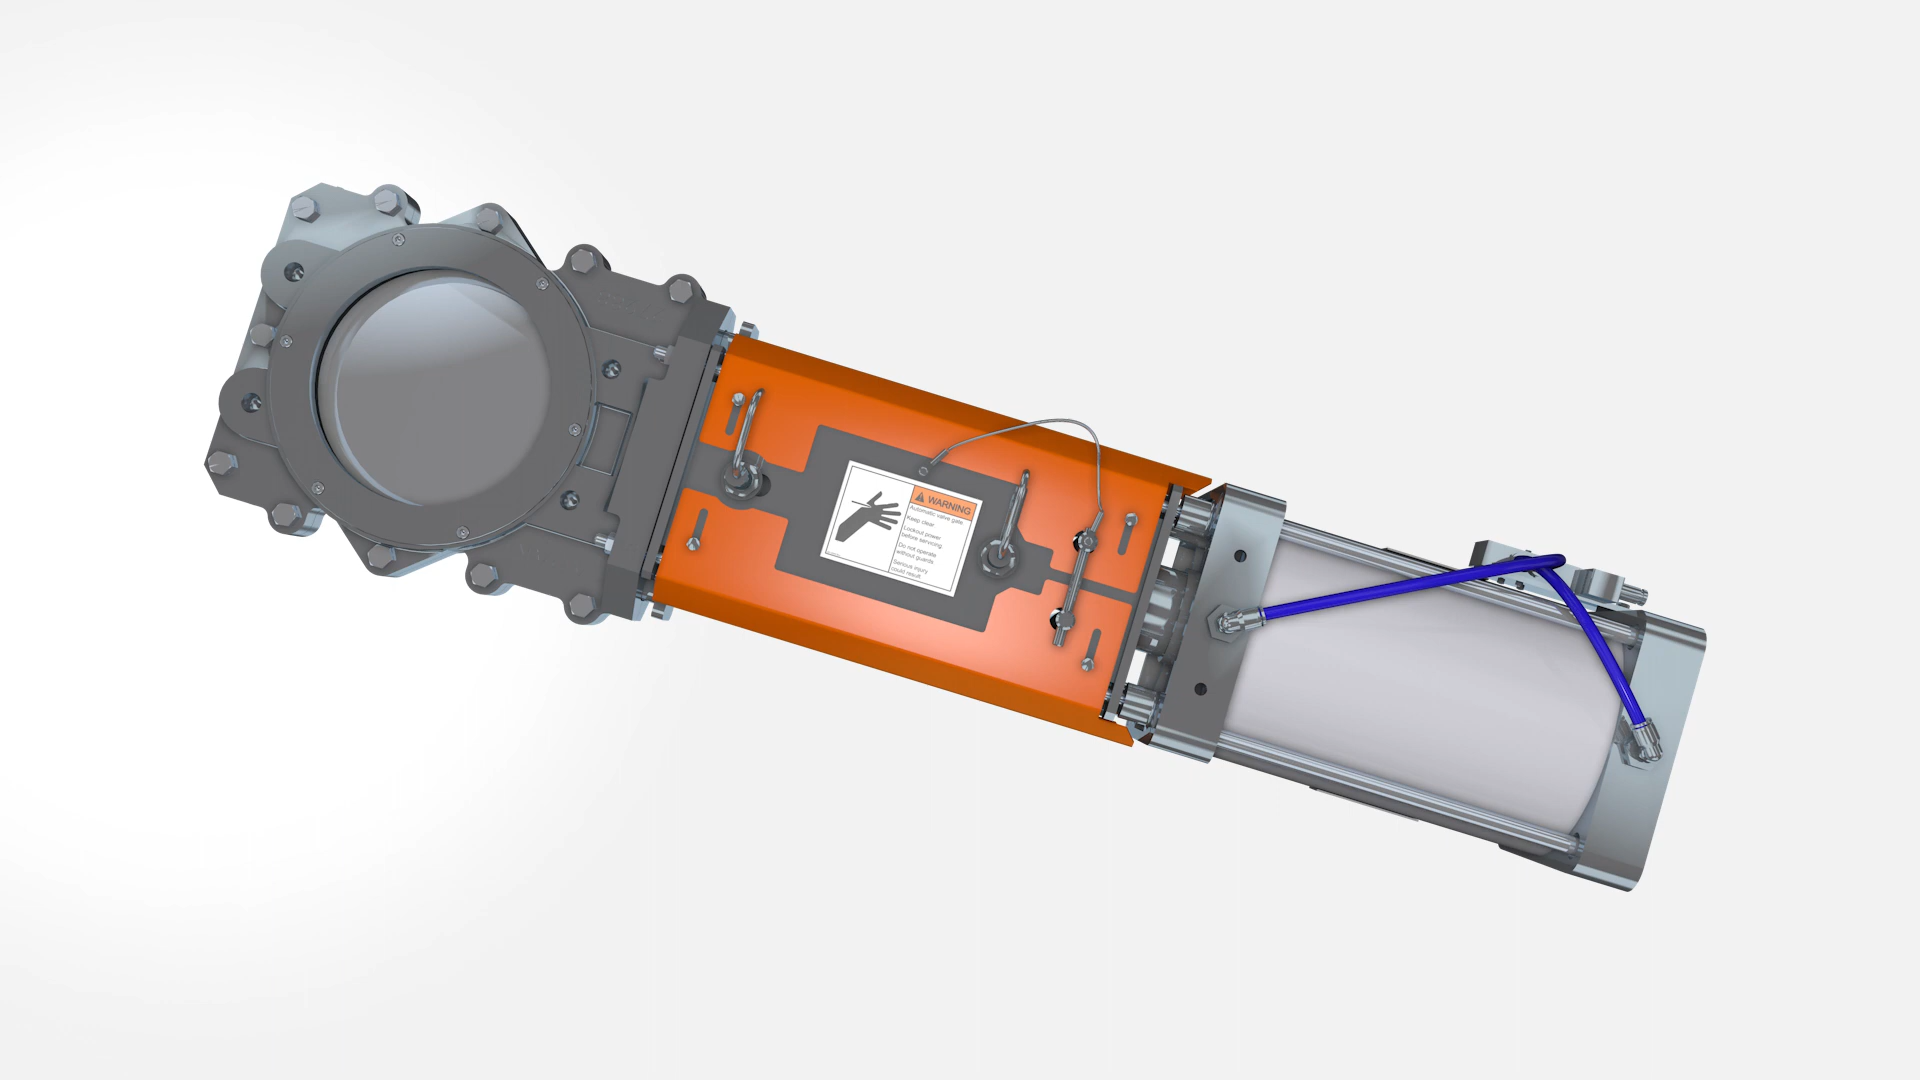 WARNING
Automatic valve gate.
Keep clear
Lockout power
before servicing
Do not operate
without guards
Serious injury
could result